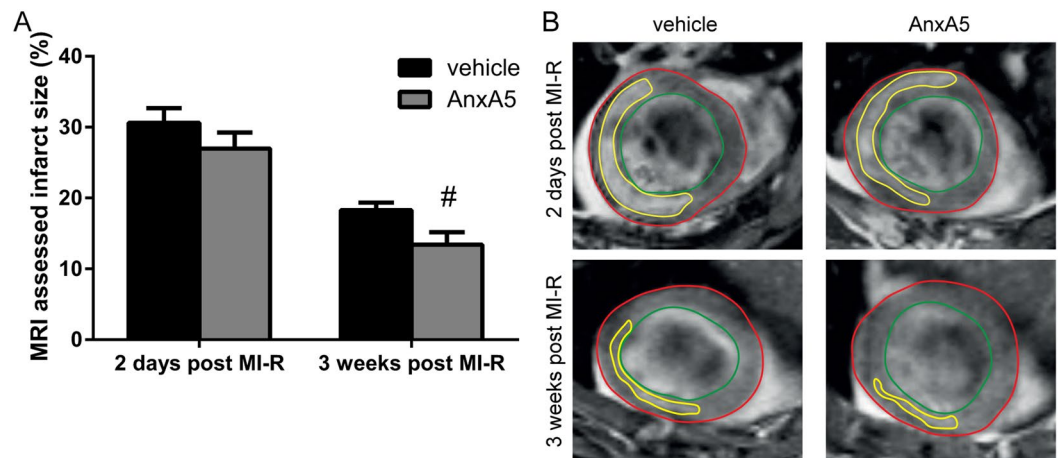 A
MRI assessed infarct size (%)
40
30
20
10
0
vehicle
AnxA5
#
2 days post MI-R
3 weeks post MI-R
B
vehicle
AnxA5
2 days post MI-R
3 weeks post MI-R